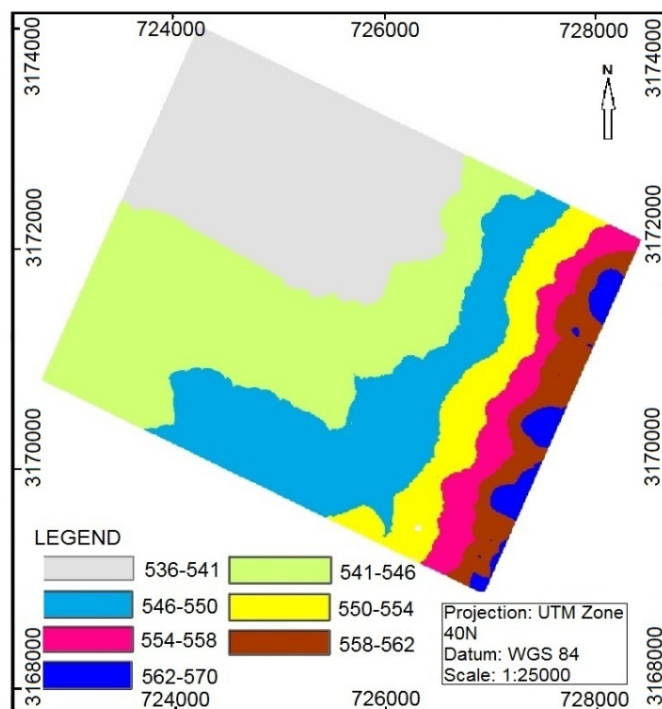 724000 726000 728000
3174000
3174000
N
3172000
3172000
3170000
3170000
LEGEND
536-541 541-546
546-550 550-554
554-558 558-562
562-570
Projection: UTM Zone
40N
Datum: WGS 84
Scale: 1:25000
3168000
3168000
724000 726000 728000